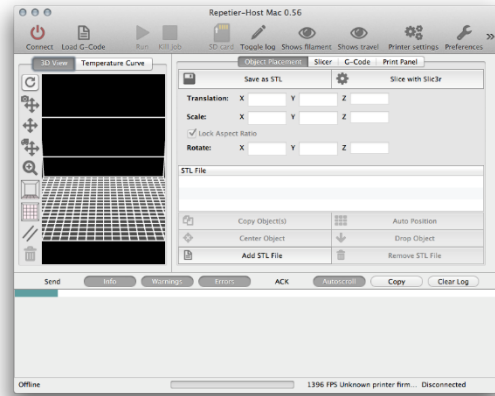 Repetier-Host Mac 0.56
Connect Load G-Code Run Kill job SD card Toggle log Shows filament Shows travel Printer settings Preferences
3D View Temperature Curve
Object Placement Slicer G-Code Print Panel
Save as STL Slice with Slic3r
Translation: X Y Z
Scale: X Y Z
Lock Aspect Ratio
Rotate: X Y Z
STL File
Copy Object(s) Auto Position
Center Object Drop Object
Add STL File Remove STL File
Send Info Warnings Errors ACK Autoscroll Copy Clear Log
Offline 1396 FPS Unknown printer firm... Disconnected